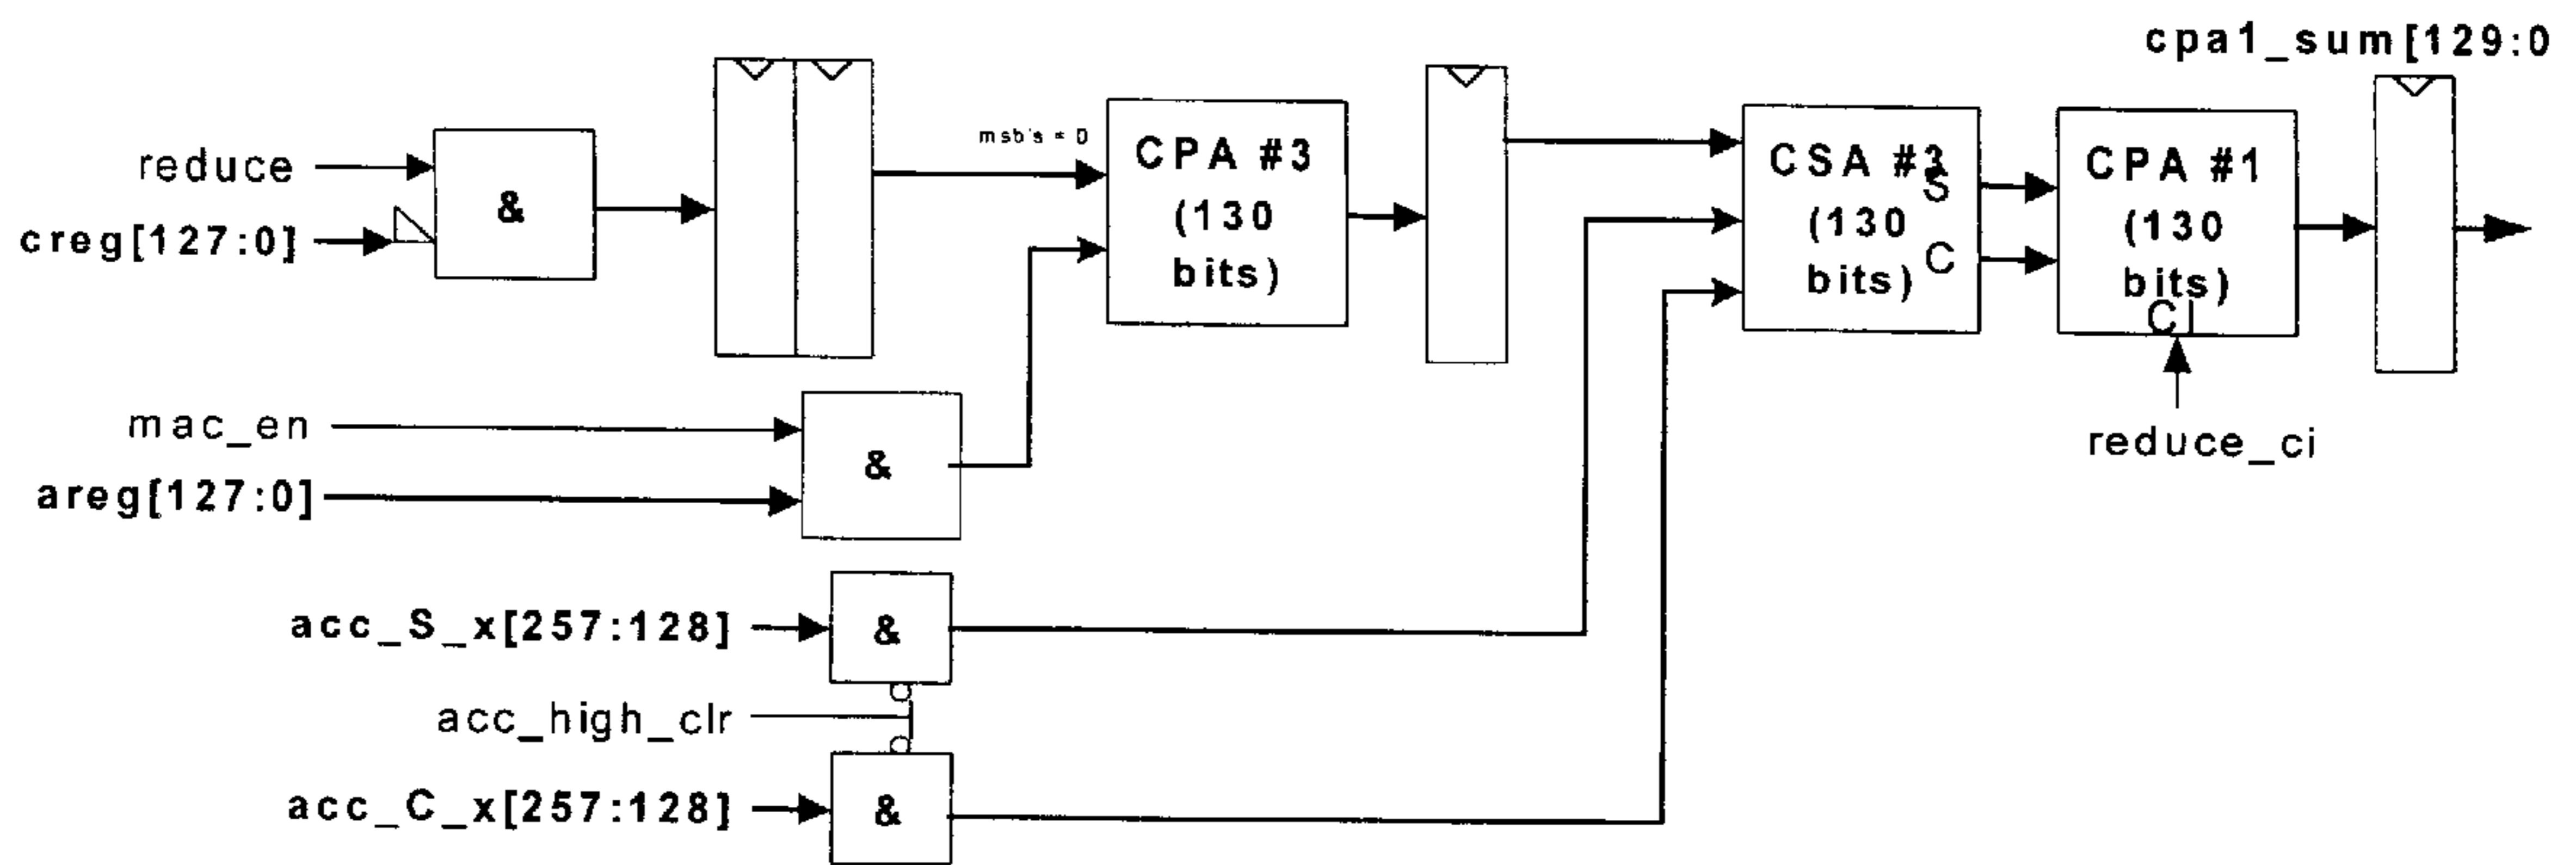 cpa1_sum[129:0
reduce
&
creg[127:0]
msb's = 0
CPA #3
(130
bits)
CSA #3
(130
bits)
S
C
CPA #1
(130
bits)
CI
reduce_ci
mac_en
&
areg[127:0]
acc_S_x[257:128]
&
acc_high_clr
acc_C_x[257:128]
&